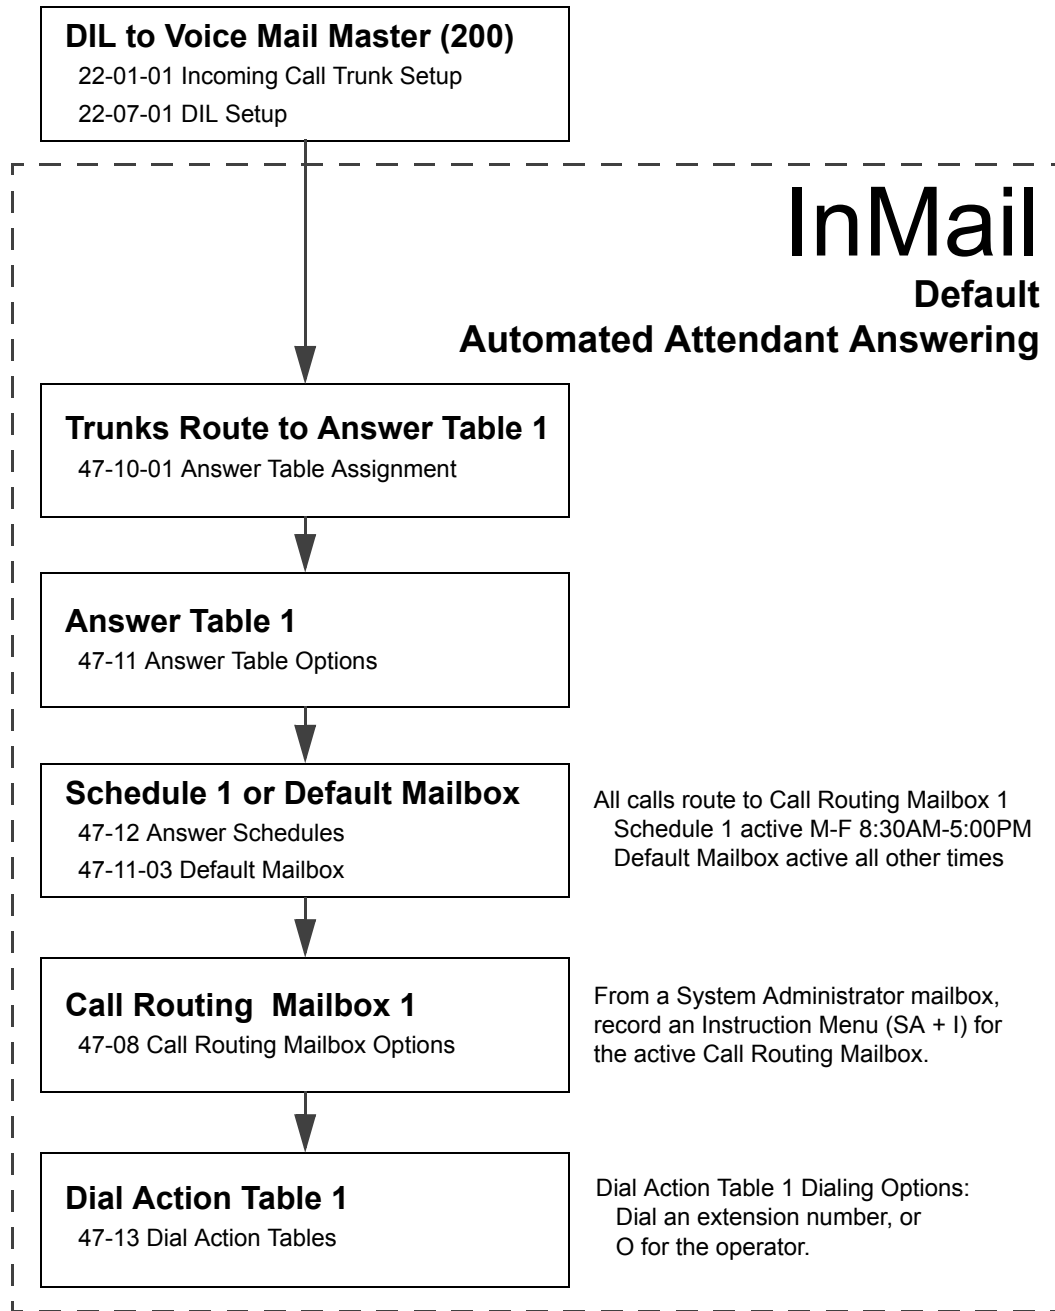 DIL to Voice Mail Master (200)
22-01-01 Incoming Call Trunk Setup
22-07-01 DIL Setup
InMail
Default
Automated Attendant Answering
Trunks Route to Answer Table 1
47-10-01 Answer Table Assignment
Answer Table 1
47-11 Answer Table Options
Schedule 1 or Default Mailbox
47-12 Answer Schedules
47-11-03 Default Mailbox
All calls route to Call Routing Mailbox 1
Schedule 1 active M-F 8:30AM-5:00PM
Default Mailbox active all other times
Call Routing Mailbox 1
47-08 Call Routing Mailbox Options
From a System Administrator mailbox,
record an Instruction Menu (SA + I) for
the active Call Routing Mailbox.
Dial Action Table 1
47-13 Dial Action Tables
Dial Action Table 1 Dialing Options:
Dial an extension number, or
O for the operator.